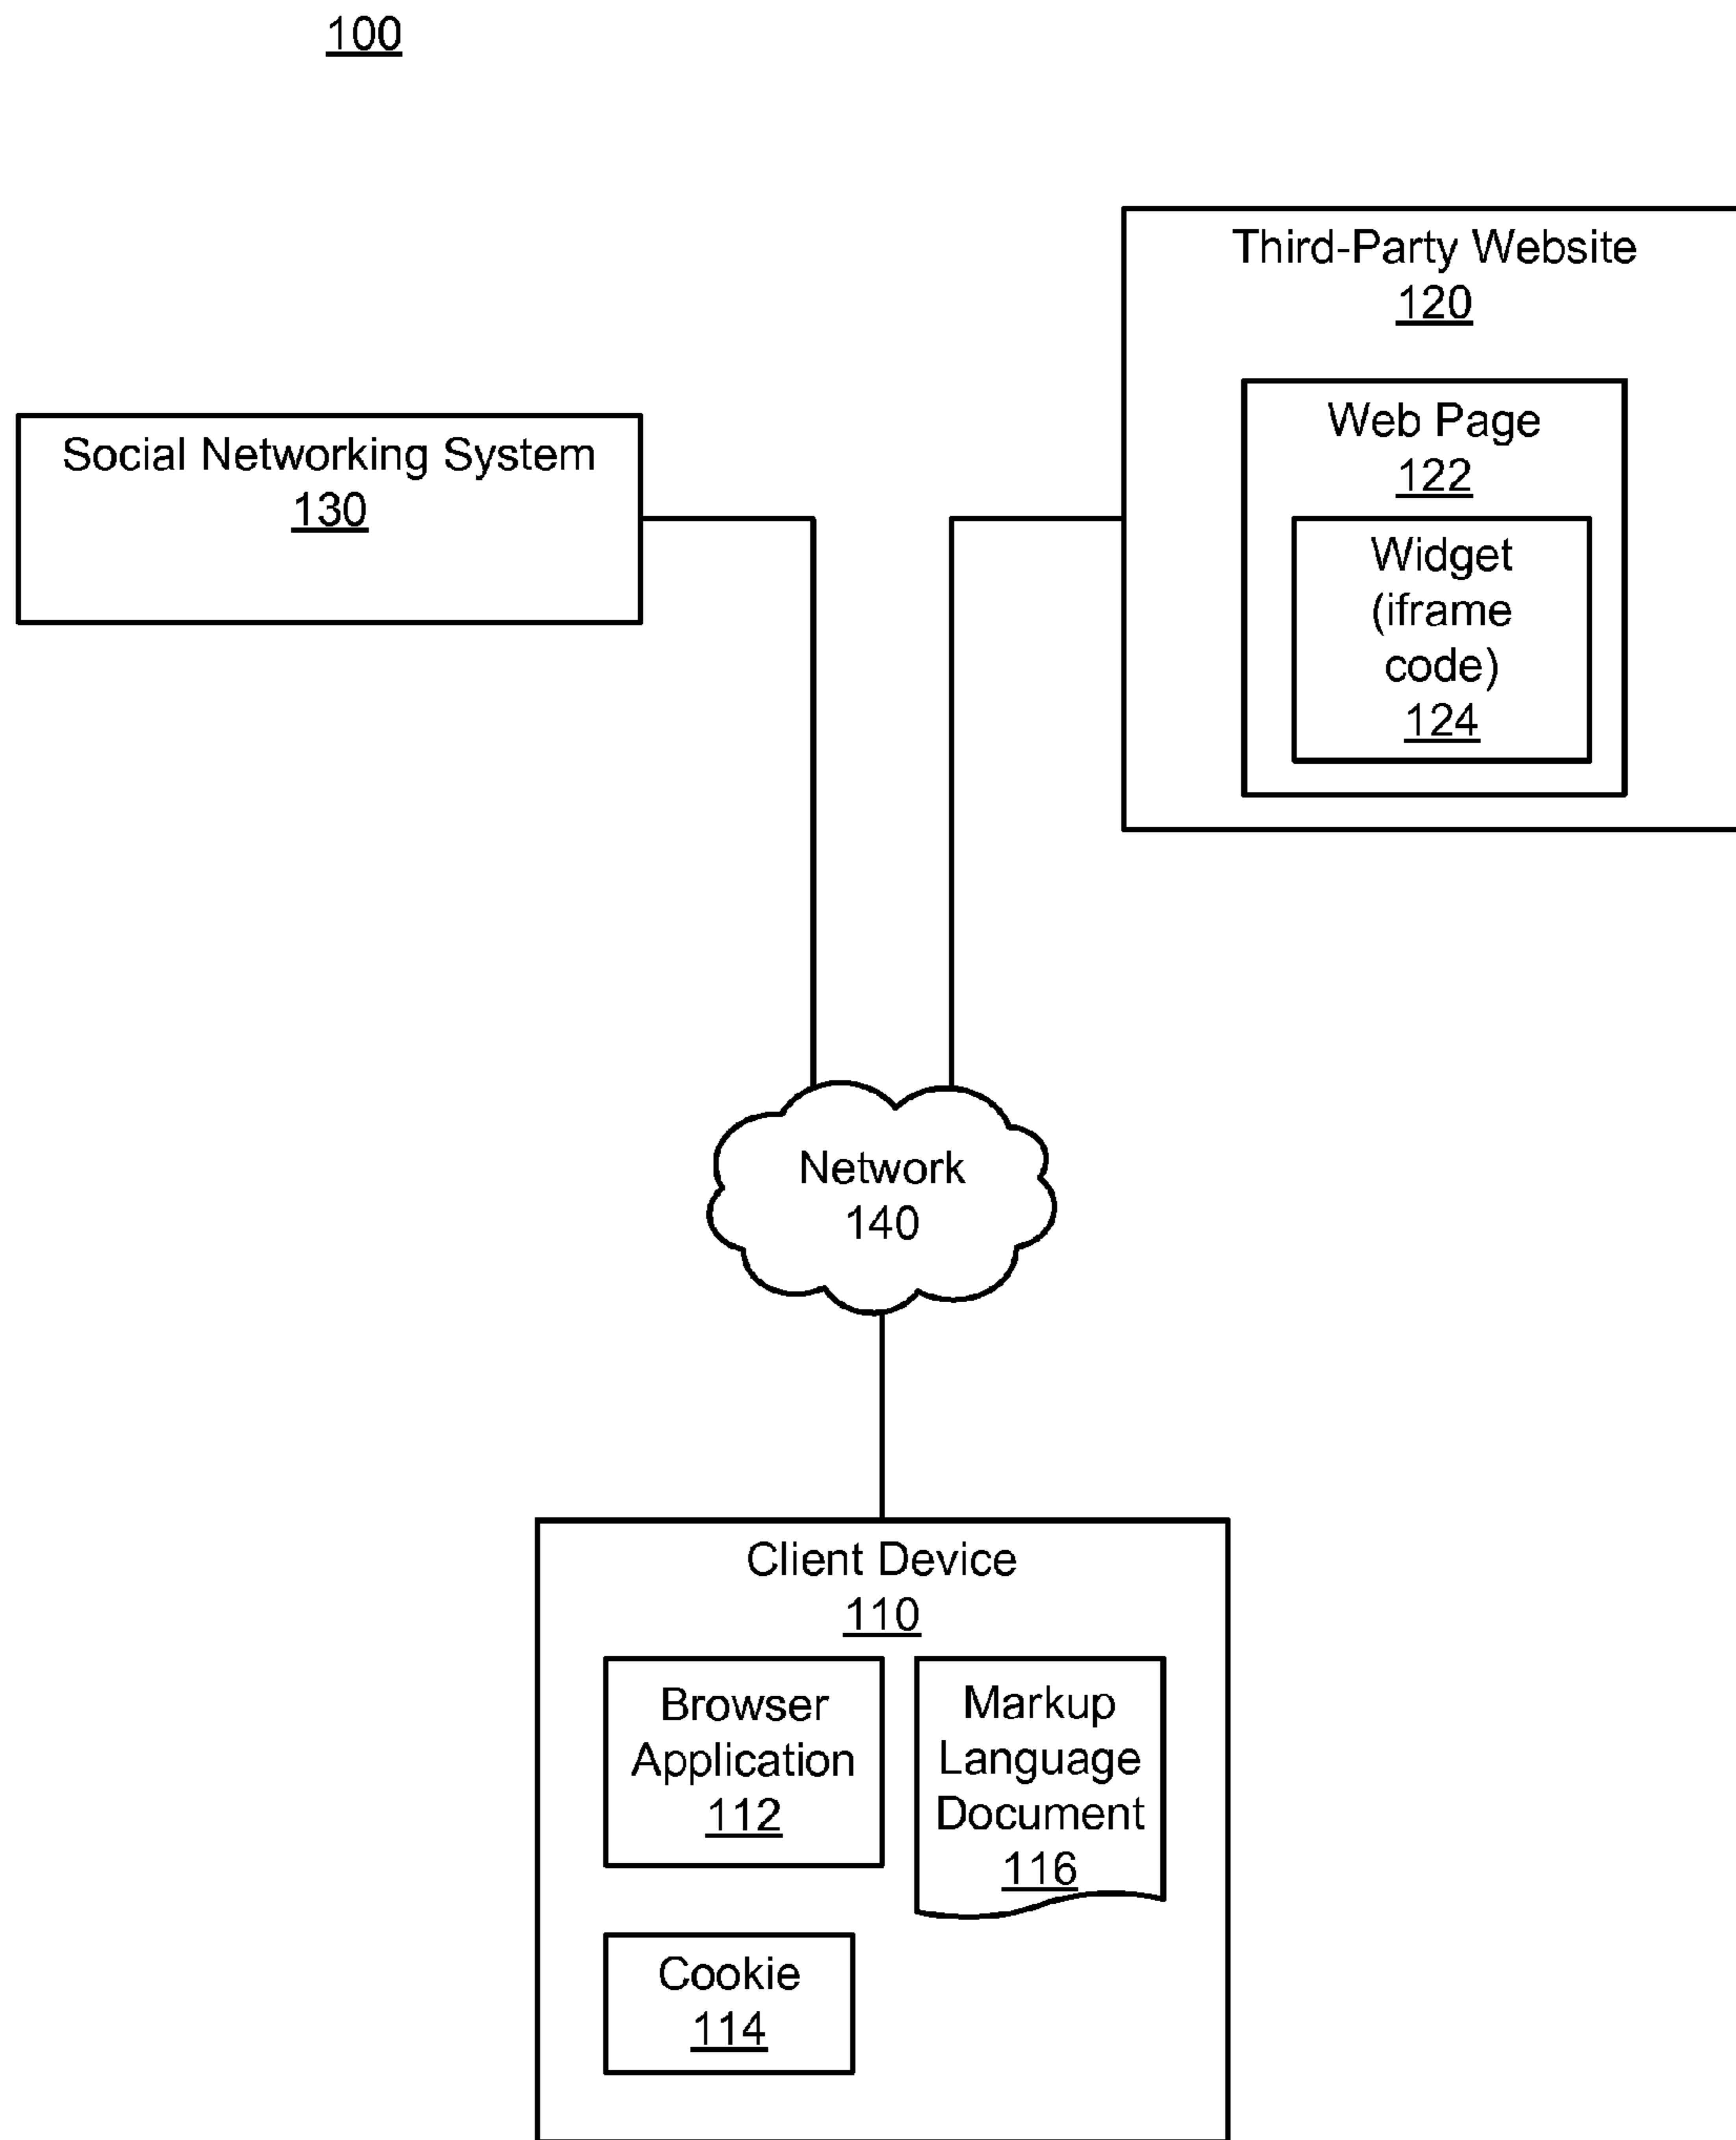 100
Third-Party Website
120
Web Page
122
Widget
(iframe
code)
124
Social Networking System
130
Network
140
Client Device
110
Browser
Application
112
Markup
Language
Document
116
Cookie
114